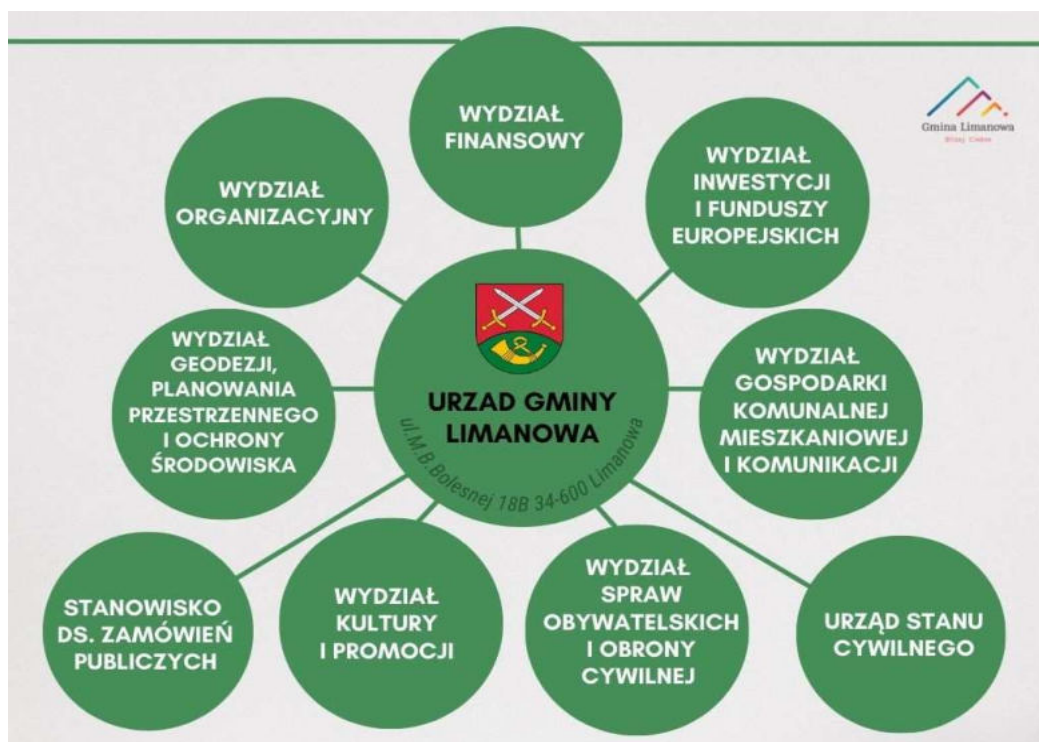 WYDZIAŁ
FINANSOWY
Gmina Limanowa
Bliżej Ciebie
WYDZIAŁ
ORGANIZACYJNY
WYDZIAŁ
INWESTYCJI
I FUNDUSZY
EUROPEJSKICH
WYDZIAŁ
GEODEZJI,
PLANOWANIA
PRZESTRZENNEGO
I OCHRONY
ŚRODOWISKA
URZAD GMINY
LIMANOWA
ul.M.B.Bolesnej 18B 34-600 Limanowa
WYDZIAŁ
GOSPODARKI
KOMUNALNEJ
MIESZKANIOWEJ
I KOMUNIKACJI
STANOWISKO
DS. ZAMÓWIEŃ
PUBLICZYCH
WYDZIAŁ
KULTURY
I PROMOCJI
WYDZIAŁ
SPRAW
OBYWATELSKICH
I OBRONY
CYWILNEJ
URZĄD STANU
CYWILNEGO